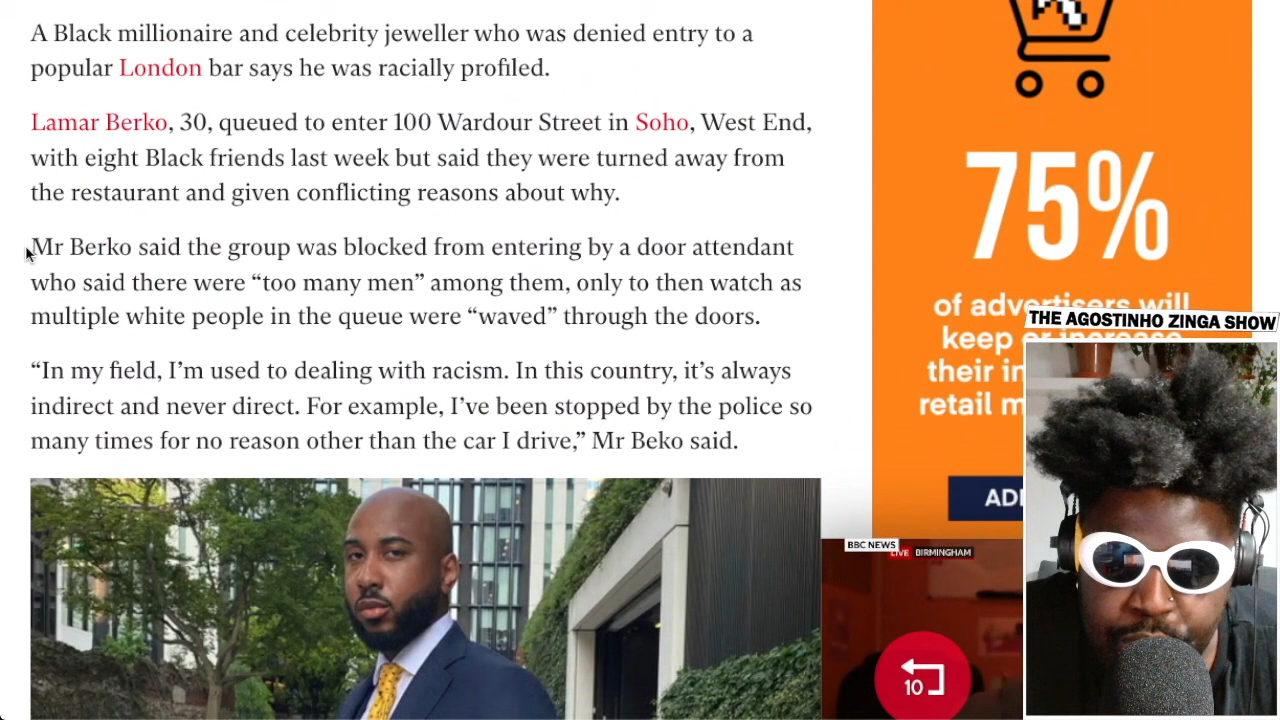 A Black millionaire and celebrity jeweller who was denied entry to a
popular London bar says he was racially profiled.
Lamar Berko, 30, queued to enter 100 Wardour Street in Soho, West End,
with eight Black friends last week but said they were turned away from
the restaurant and given conflicting reasons about why.
Mr Berko said the group was blocked from entering by a door attendant
who said there were “too many men” among them, only to then watch as
multiple white people in the queue were “waved” through the doors.
“In my field, I’m used to dealing with racism. In this country, it’s always
indirect and never direct. For example, I’ve been stopped by the police so
many times for no reason other than the car I drive,” Mr Beko said.
75%
of advertisers will
keep or increase
their in
retail m
THE AGOSTINHO ZINGA SHOW
BBC NEWS
LIVE BIRMINGHAM
10